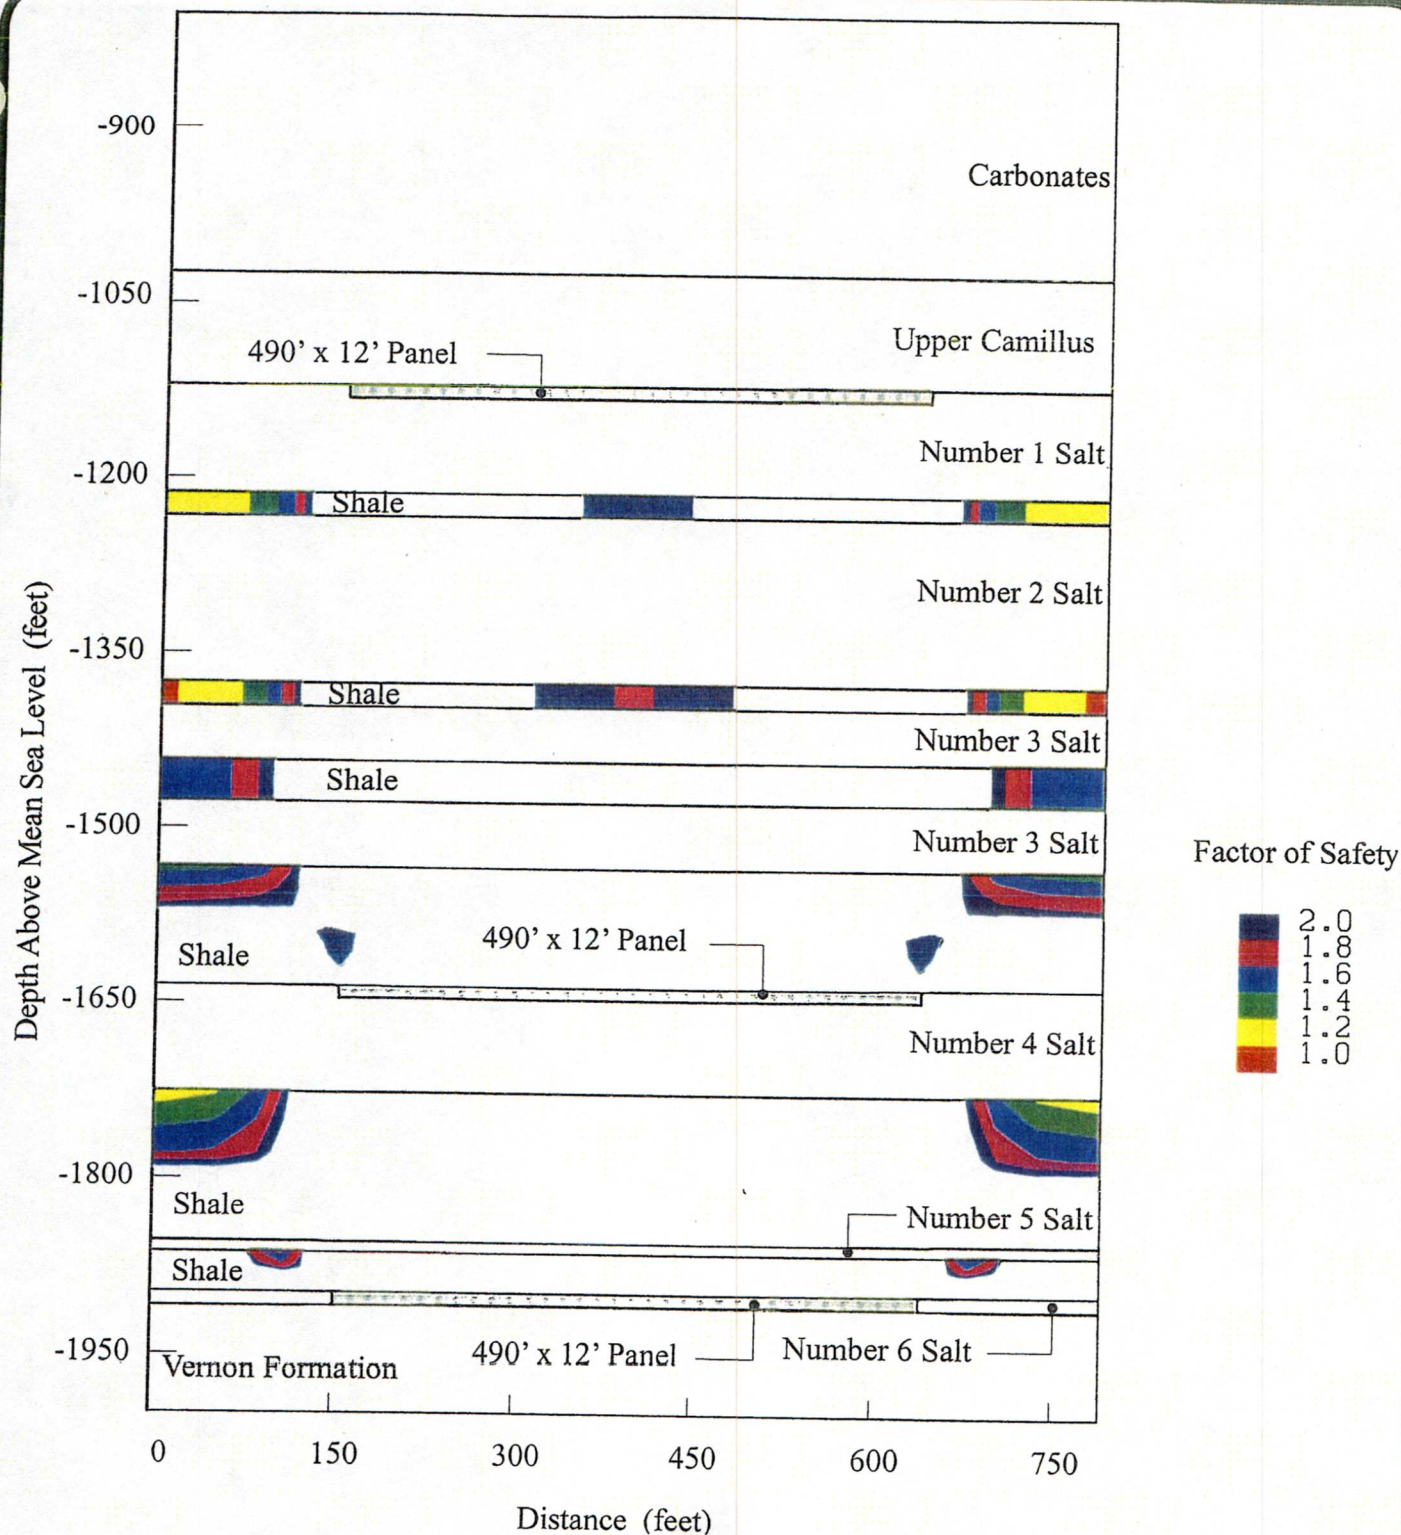 -900
Carbonates
-1050
Upper Camillus
490' x 12' Panel
Number 1 Salt
-1200
Shale
Number 2 Salt
-1350
Shale
Number 3 Salt
Shale
-1500
Number 3 Salt
490' x 12' Panel
Shale
-1650
Number 4 Salt
-1800
Shale
Number 5 Salt
Shale
490' x 12' Panel
Number 6 Salt
-1950
Vernon Formation
0 150 300 450 600 750
Distance (feet)
Depth Above Mean Sea Level (feet)
Factor of Safety
2.0
1.8
1.6
1.4
1.2
1.0